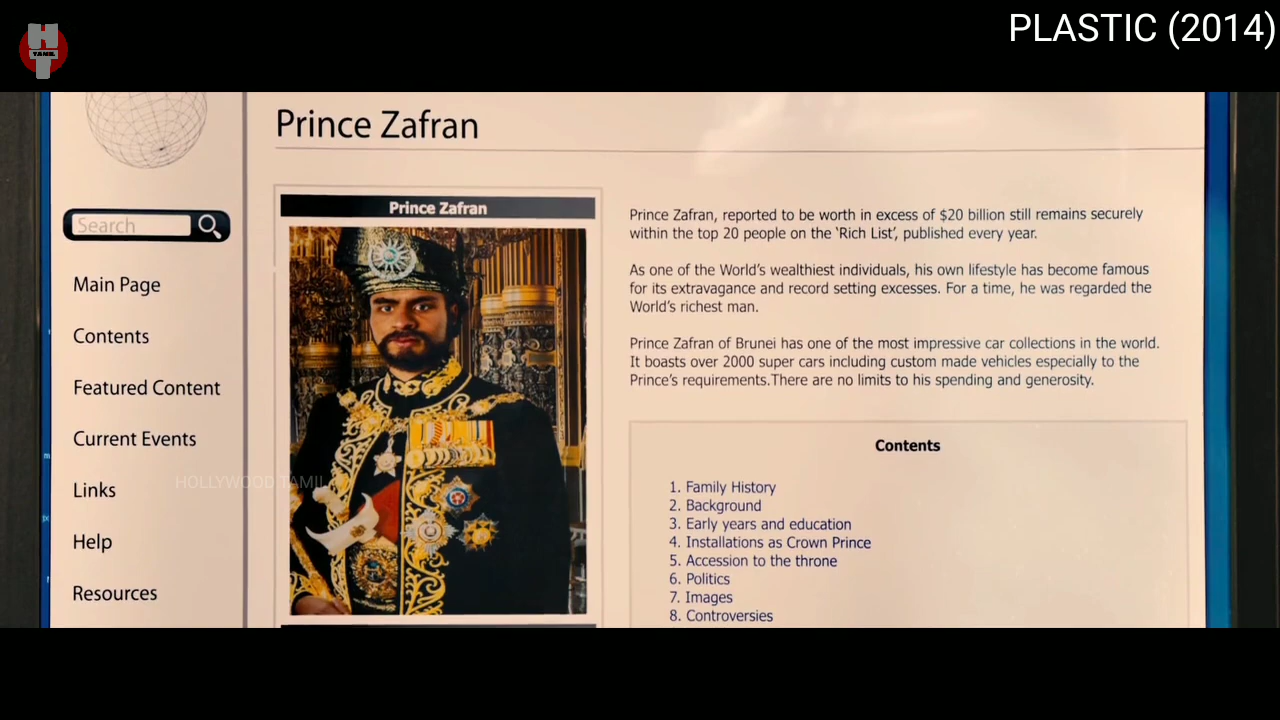 PLASTIC (2014)
H
TAMIL
T
Prince Zafran
Search
Main Page
Contents
Featured Content
Current Events
Links
Help
Resources
Prince Zafran
Prince Zafran, reported to be worth in excess of $20 billion still remains securely
within the top 20 people on the ‘Rich List’, published every year.
As one of the World’s wealthiest individuals, his own lifestyle has become famous
for its extravagance and record setting excesses. For a time, he was regarded the
World’s richest man.
Prince Zafran of Brunei has one of the most impressive car collections in the world.
It boasts over 2000 super cars including custom made vehicles especially to the
Prince’s requirements.There are no limits to his spending and generosity.
Contents
1. Family History
2. Background
3. Early years and education
4. Installations as Crown Prince
5. Accession to the throne
6. Politics
7. Images
8. Controversies
HOLLYWOOD TAMIL